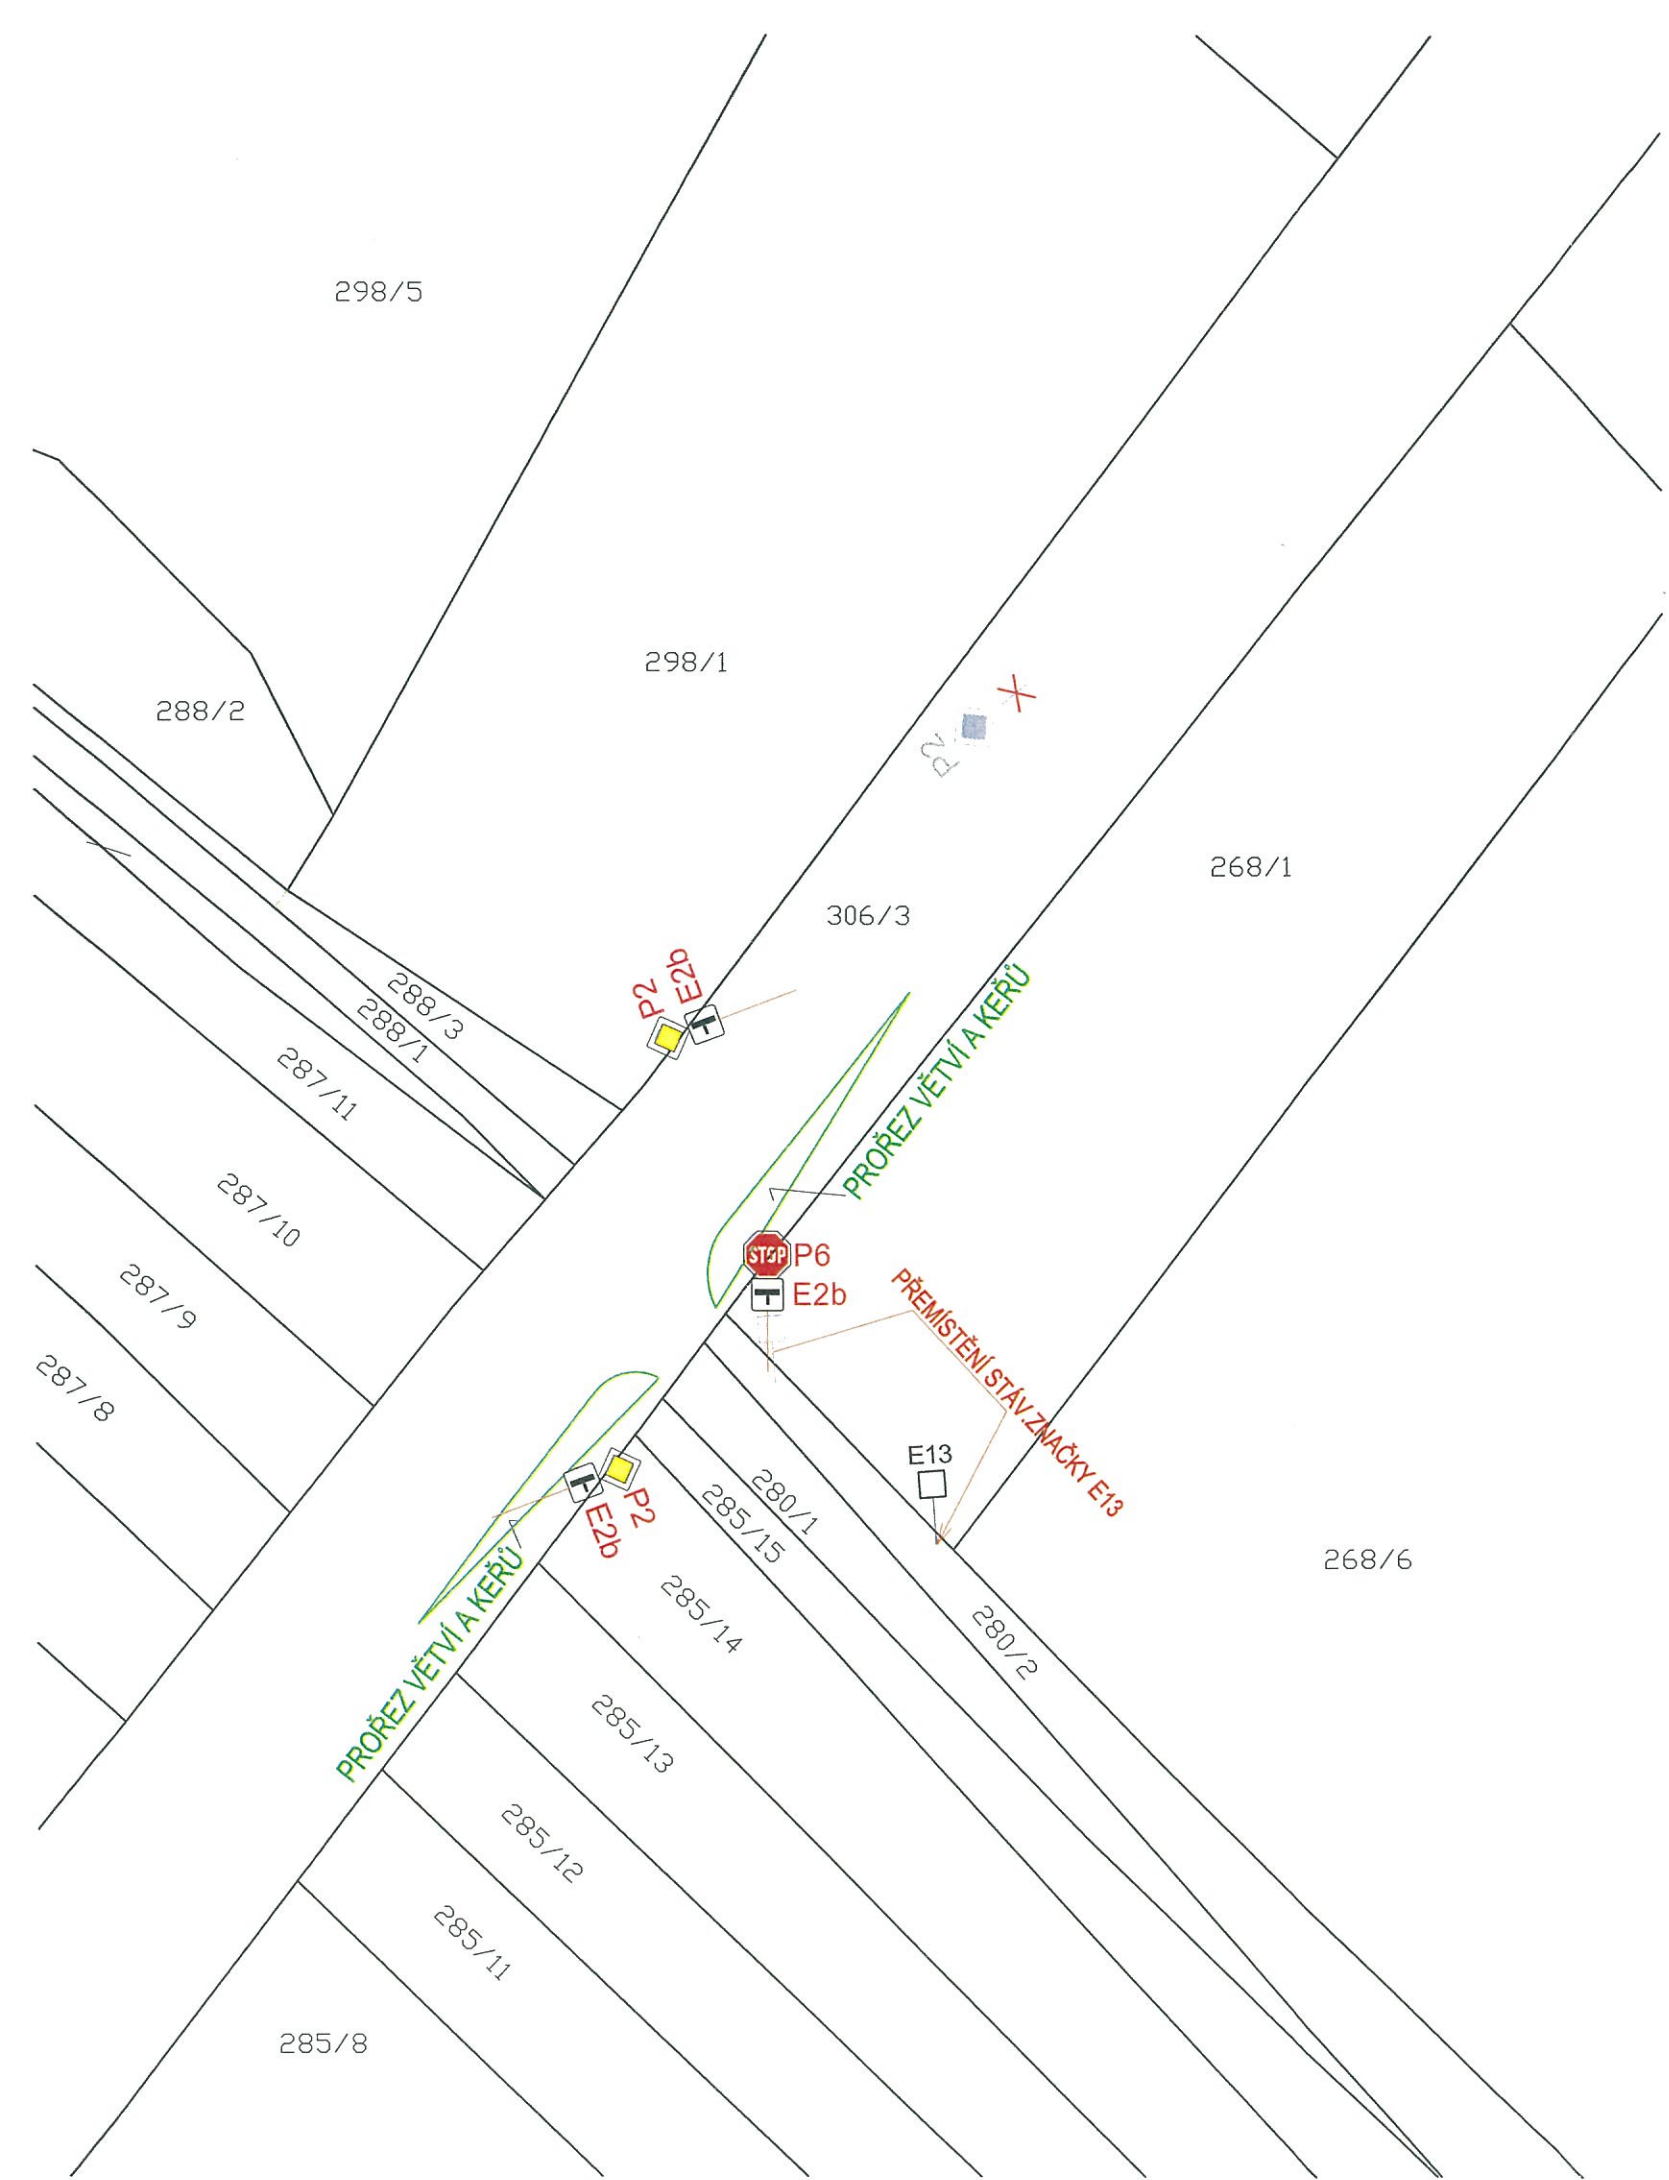 298/5
298/1
288/2
P2
X
268/1
306/3
P2
E2b
PROŘEZ VĚTVÍ A KEŘŮ
288/3
288/1
287/11
287/10
STOP
P6
E2b
287/9
PŘEMÍSTĚNÍ STÁV.ZNAČKY E13
287/8
E13
P2
E2b
280/1
285/15
268/6
PROŘEZ VĚTVÍ A KEŘŮ
285/14
280/2
285/13
285/12
285/11
285/8